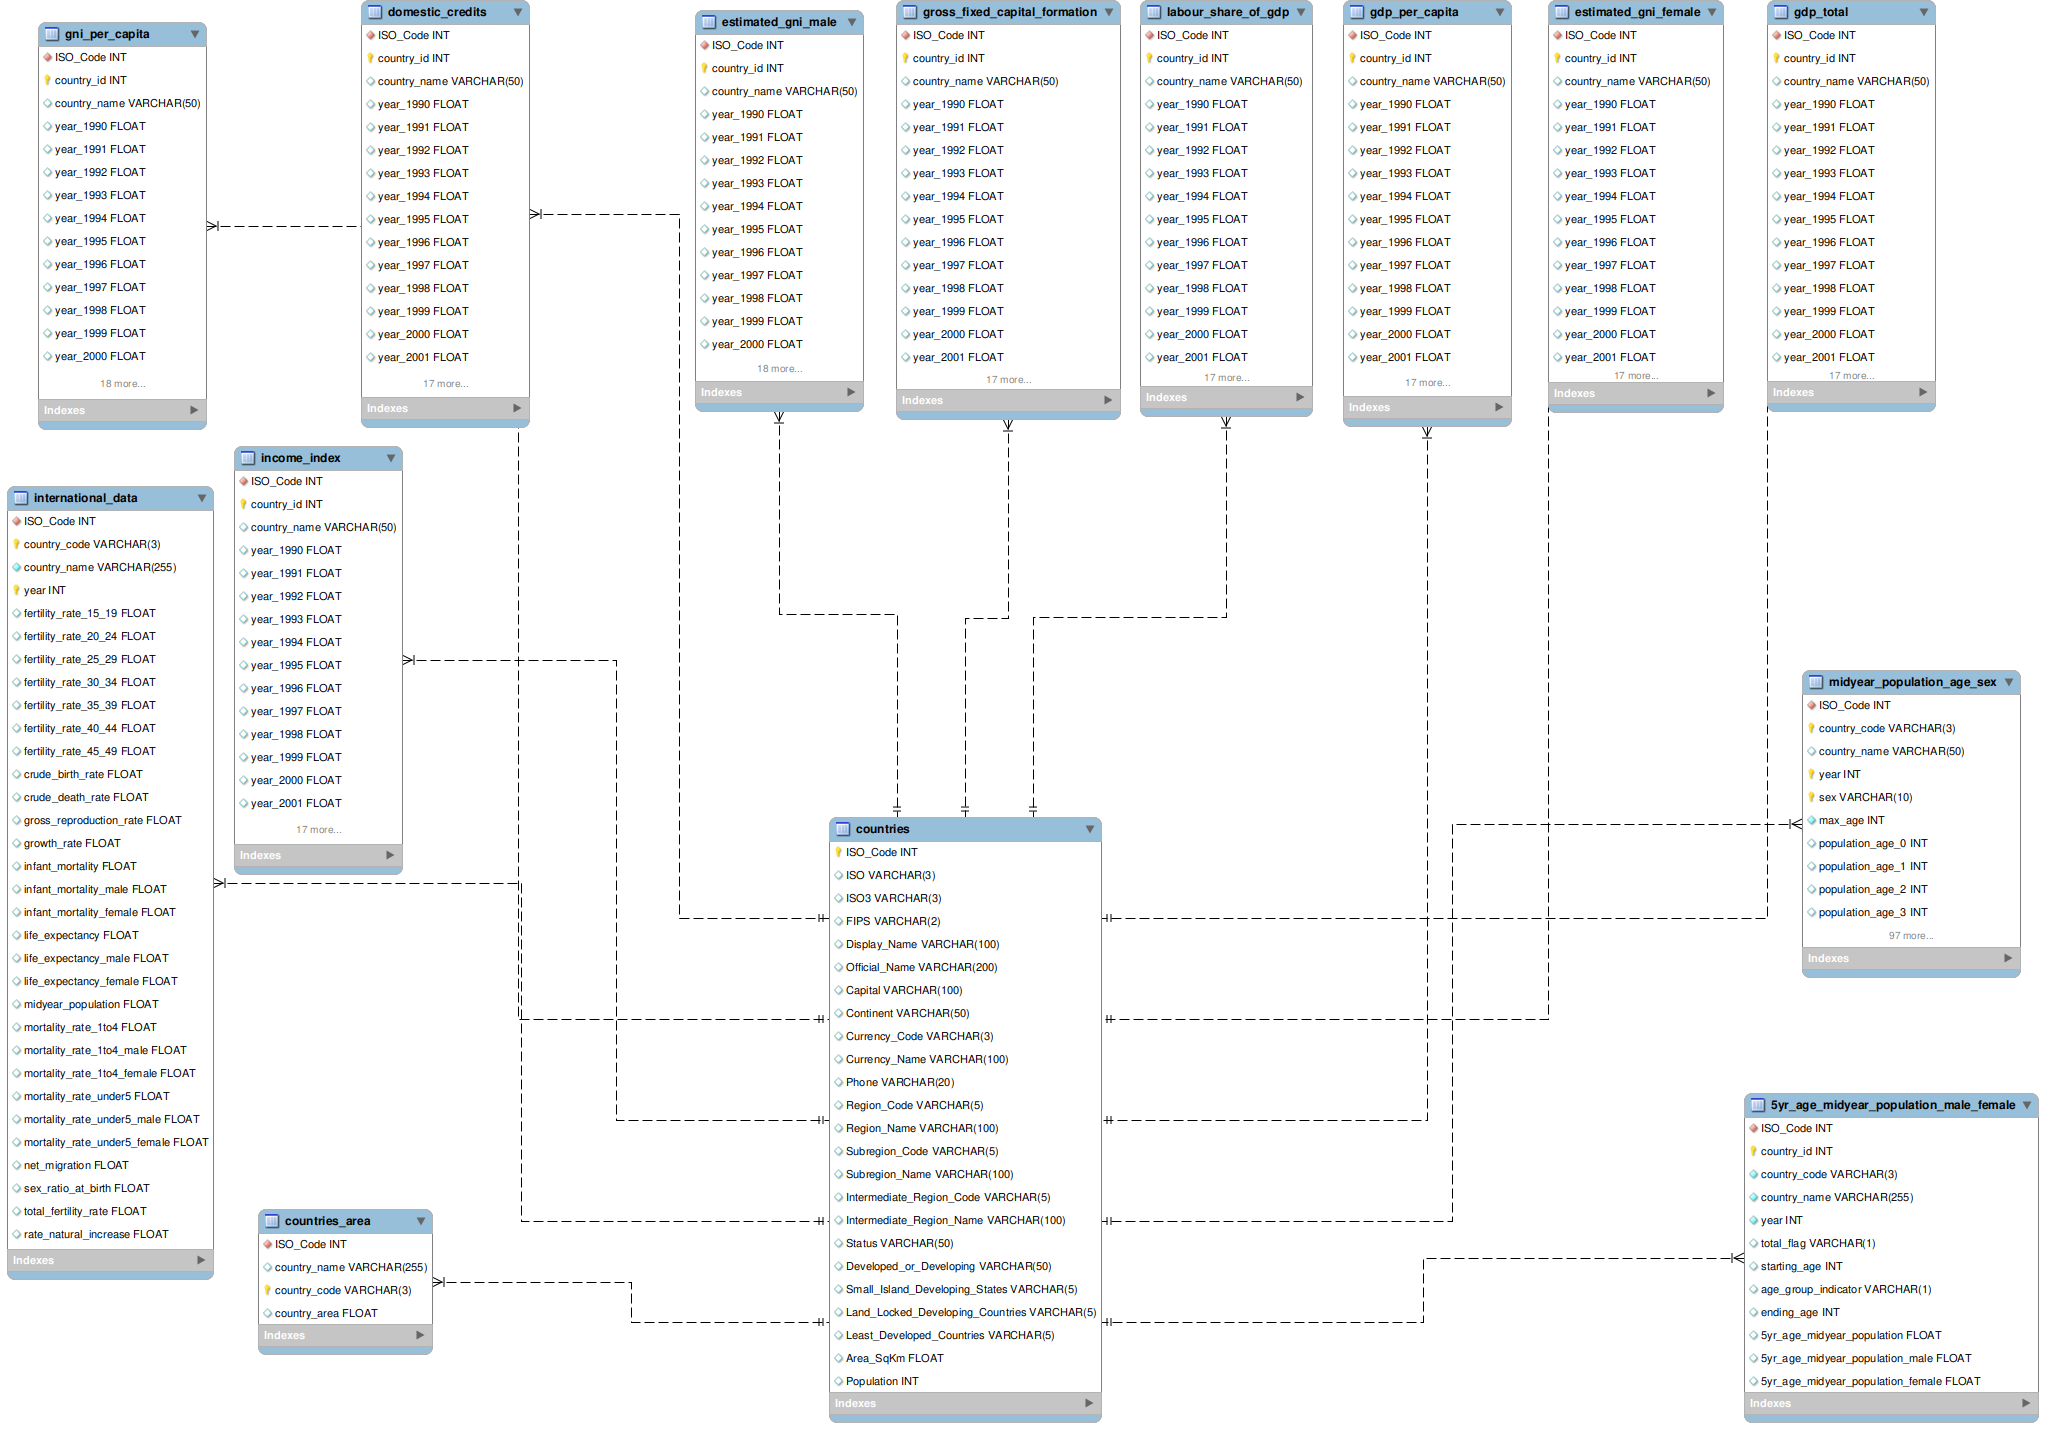 gni_per_capita
ISO_Code INT
country_id INT
country_name VARCHAR(50)
year_1990 FLOAT
year_1991 FLOAT
year_1992 FLOAT
year_1993 FLOAT
year_1994 FLOAT
year_1995 FLOAT
year_1996 FLOAT
year_1997 FLOAT
year_1998 FLOAT
year_1999 FLOAT
year_2000 FLOAT
18 more...
Indexes
domestic_credits
ISO_Code INT
country_id INT
country_name VARCHAR(50)
year_1990 FLOAT
year_1991 FLOAT
year_1992 FLOAT
year_1993 FLOAT
year_1994 FLOAT
year_1995 FLOAT
year_1996 FLOAT
year_1997 FLOAT
year_1998 FLOAT
year_1999 FLOAT
year_2000 FLOAT
year_2001 FLOAT
17 more...
Indexes
estimated_gni_male
ISO_Code INT
country_id INT
country_name VARCHAR(50)
year_1990 FLOAT
year_1991 FLOAT
year_1992 FLOAT
year_1993 FLOAT
year_1994 FLOAT
year_1995 FLOAT
year_1996 FLOAT
year_1997 FLOAT
year_1998 FLOAT
year_1999 FLOAT
year_2000 FLOAT
18 more...
Indexes
gross_fixed_capital_formation
ISO_Code INT
country_id INT
country_name VARCHAR(50)
year_1990 FLOAT
year_1991 FLOAT
year_1992 FLOAT
year_1993 FLOAT
year_1994 FLOAT
year_1995 FLOAT
year_1996 FLOAT
year_1997 FLOAT
year_1998 FLOAT
year_1999 FLOAT
year_2000 FLOAT
year_2001 FLOAT
17 more...
Indexes
labour_share_of_gdp
ISO_Code INT
country_id INT
country_name VARCHAR(50)
year_1990 FLOAT
year_1991 FLOAT
year_1992 FLOAT
year_1993 FLOAT
year_1994 FLOAT
year_1995 FLOAT
year_1996 FLOAT
year_1997 FLOAT
year_1998 FLOAT
year_1999 FLOAT
year_2000 FLOAT
year_2001 FLOAT
17 more...
Indexes
gdp_per_capita
ISO_Code INT
country_id INT
country_name VARCHAR(50)
year_1990 FLOAT
year_1991 FLOAT
year_1992 FLOAT
year_1993 FLOAT
year_1994 FLOAT
year_1995 FLOAT
year_1996 FLOAT
year_1997 FLOAT
year_1998 FLOAT
year_1999 FLOAT
year_2000 FLOAT
year_2001 FLOAT
17 more...
Indexes
estimated_gni_female
ISO_Code INT
country_id INT
country_name VARCHAR(50)
year_1990 FLOAT
year_1991 FLOAT
year_1992 FLOAT
year_1993 FLOAT
year_1994 FLOAT
year_1995 FLOAT
year_1996 FLOAT
year_1997 FLOAT
year_1998 FLOAT
year_1999 FLOAT
year_2000 FLOAT
year_2001 FLOAT
17 more...
Indexes
gdp_total
ISO_Code INT
country_id INT
country_name VARCHAR(50)
year_1990 FLOAT
year_1991 FLOAT
year_1992 FLOAT
year_1993 FLOAT
year_1994 FLOAT
year_1995 FLOAT
year_1996 FLOAT
year_1997 FLOAT
year_1998 FLOAT
year_1999 FLOAT
year_2000 FLOAT
year_2001 FLOAT
17 more...
Indexes
international_data
ISO_Code INT
country_code VARCHAR(3)
country_name VARCHAR(255)
year INT
fertility_rate_15_19 FLOAT
fertility_rate_20_24 FLOAT
fertility_rate_25_29 FLOAT
fertility_rate_30_34 FLOAT
fertility_rate_35_39 FLOAT
fertility_rate_40_44 FLOAT
fertility_rate_45_49 FLOAT
crude_birth_rate FLOAT
crude_death_rate FLOAT
gross_reproduction_rate FLOAT
growth_rate FLOAT
infant_mortality FLOAT
infant_mortality_male FLOAT
infant_mortality_female FLOAT
life_expectancy FLOAT
life_expectancy_male FLOAT
life_expectancy_female FLOAT
midyear_population FLOAT
mortality_rate_1to4 FLOAT
mortality_rate_1to4_male FLOAT
mortality_rate_1to4_female FLOAT
mortality_rate_under5 FLOAT
mortality_rate_under5_male FLOAT
mortality_rate_under5_female FLOAT
net_migration FLOAT
sex_ratio_at_birth FLOAT
total_fertility_rate FLOAT
rate_natural_increase FLOAT
Indexes
income_index
ISO_Code INT
country_id INT
country_name VARCHAR(50)
year_1990 FLOAT
year_1991 FLOAT
year_1992 FLOAT
year_1993 FLOAT
year_1994 FLOAT
year_1995 FLOAT
year_1996 FLOAT
year_1997 FLOAT
year_1998 FLOAT
year_1999 FLOAT
year_2000 FLOAT
year_2001 FLOAT
17 more...
Indexes
countries_area
ISO_Code INT
country_name VARCHAR(255)
country_code VARCHAR(3)
country_area FLOAT
Indexes
countries
ISO_Code INT
ISO VARCHAR(3)
ISO3 VARCHAR(3)
FIPS VARCHAR(2)
Display_Name VARCHAR(100)
Official_Name VARCHAR(200)
Capital VARCHAR(100)
Continent VARCHAR(50)
Currency_Code VARCHAR(3)
Currency_Name VARCHAR(100)
Phone VARCHAR(20)
Region_Code VARCHAR(5)
Region_Name VARCHAR(100)
Subregion_Code VARCHAR(5)
Subregion_Name VARCHAR(100)
Intermediate_Region_Code VARCHAR(5)
Intermediate_Region_Name VARCHAR(100)
Status VARCHAR(50)
Developed_or_Developing VARCHAR(50)
Small_Island_Developing_States VARCHAR(5)
Land_Locked_Developing_Countries VARCHAR(5)
Least_Developed_Countries VARCHAR(5)
Area_SqKm FLOAT
Population INT
Indexes
midyear_population_age_sex
ISO_Code INT
country_code VARCHAR(3)
country_name VARCHAR(50)
year INT
sex VARCHAR(10)
max_age INT
population_age_0 INT
population_age_1 INT
population_age_2 INT
population_age_3 INT
97 more...
Indexes
5yr_age_midyear_population_male_female
ISO_Code INT
country_id INT
country_code VARCHAR(3)
country_name VARCHAR(255)
year INT
total_flag VARCHAR(1)
starting_age INT
age_group_indicator VARCHAR(1)
ending_age INT
5yr_age_midyear_population FLOAT
5yr_age_midyear_population_male FLOAT
5yr_age_midyear_population_female FLOAT
Indexes